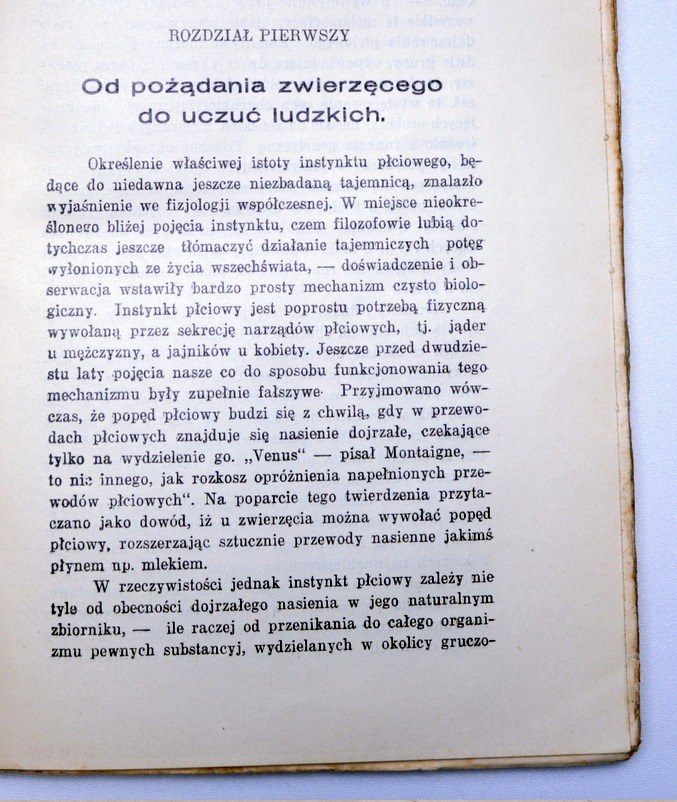 ROZDZIAŁ PIERWSZY
Od pożądania zwierzęcego
do uczuć ludzkich.
Określenie właściwej istoty instynktu płciowego, bę-
dące do niedawna jeszcze niezbadaną tajemnicą, znalazło
wyjaśnienie we fizjologii współczesnej. W miejsce nieokre-
ślonego bliżej pojęcia instynktu, czem filozofowie lubią do-
tychczas jeszcze tłómaczyć działanie tajemniczych potęg
wyłonionych ze życia wszechświata, — doświadczenie i ob-
serwacja wstawiły bardzo prosty mechanizm czysto biolo-
giczny. Instynkt płciowy jest poprostu potrzebą fizyczną
wywołaną przez sekrecję narządów płciowych, tj. jąder
u mężczyzny, a jajników u kobiety. Jeszcze przed dwudzie-
stu laty pojęcia nasze co do sposobu funkcjonowania tego
mechanizmu były zupełnie fałszywe. Przyjmowano wów-
czas, że popęd płciowy budzi się z chwilą, gdy w przewo-
dach płciowych znajduje się nasienie dojrzałe, czekające
tylko na wydzielenie go. „Venus“ — pisał Montaigne, —
to nic innego, jak rozkosz opróżnienia napełnionych prze-
wodów płciowych“. Na poparcie tego twierdzenia przyta-
czano jako dowód, iż u zwierzęcia można wywołać popęd
płciowy, rozszerzając sztucznie przewody nasienne jakimś
płynem np. mlekiem.
W rzeczywistości jednak instynkt płciowy zależy nie
tyle od obecności dojrzałego nasienia w jego naturalnym
zbiorniku, — ile raczej od przenikania do całego organi-
zmu pewnych substancyj, wydzielanych w okolicy gruczo-